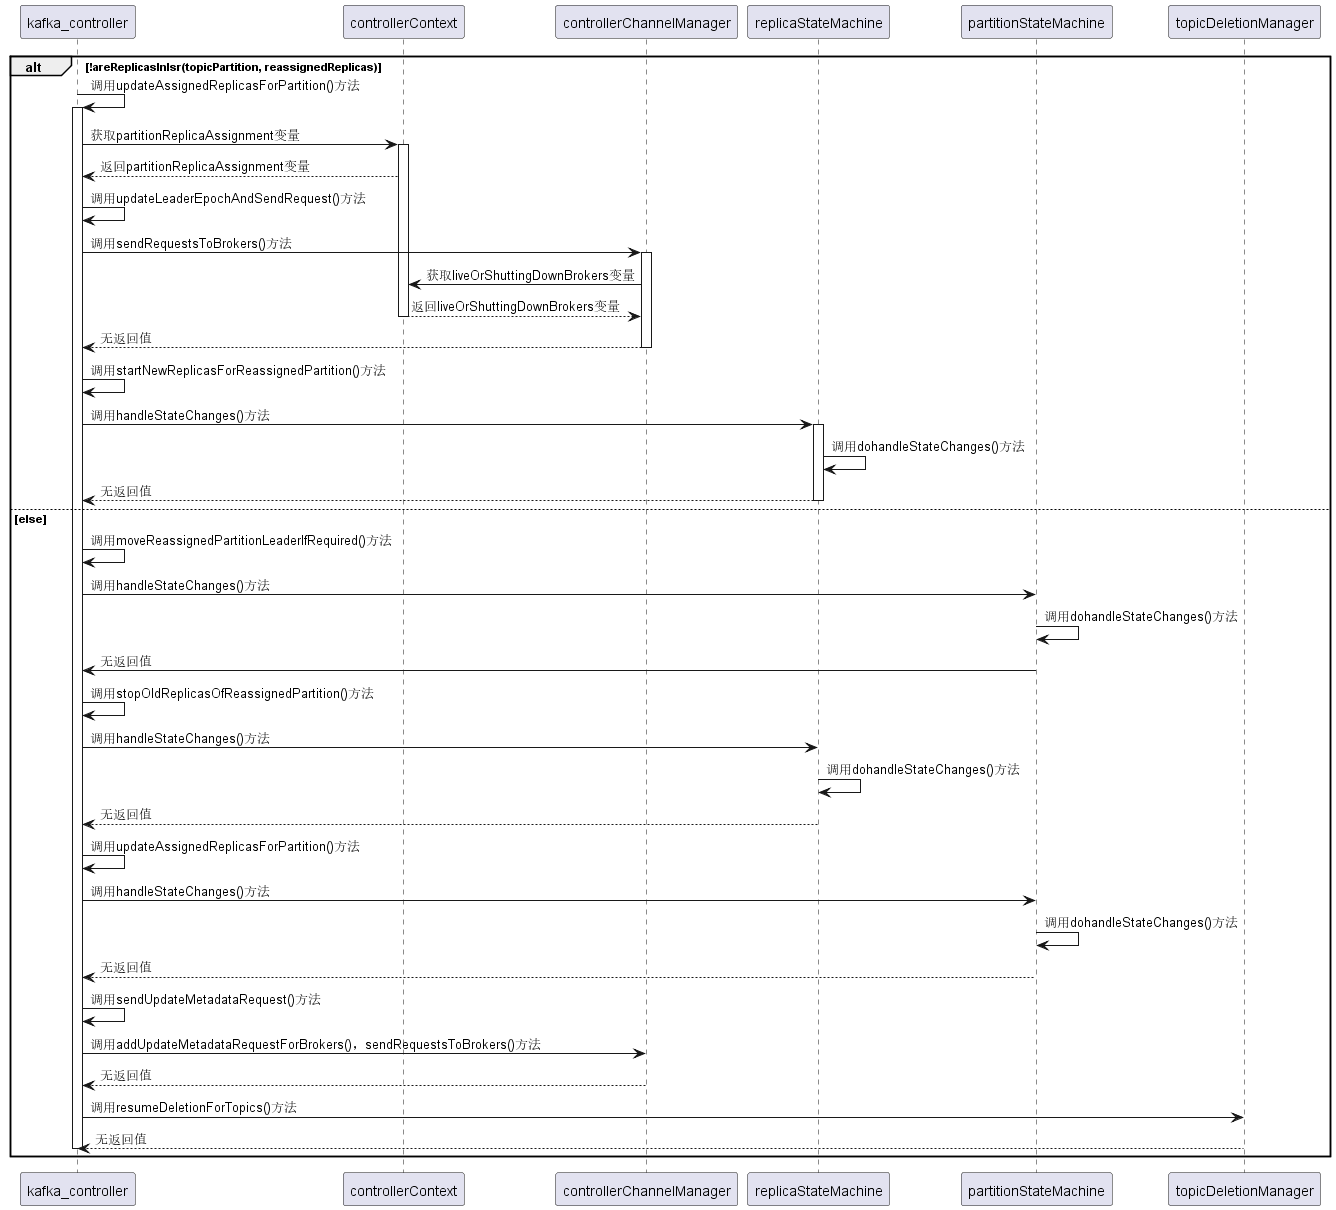 kafka_controller
controllerContext
controllerChannelManager
replicaStateMachine
partitionStateMachine
topicDeletionManager
alt
[!areReplicasInIsr(topicPartition, reassignedReplicas)]
调用updateAssignedReplicasForPartition()方法
获取partitionReplicaAssignment变量
返回partitionReplicaAssignment变量
调用updateLeaderEpochAndSendRequest()方法
调用sendRequestsToBrokers()方法
获取liveOrShuttingDownBrokers变量
返回liveOrShuttingDownBrokers变量
无返回值
调用startNewReplicasForReassignedPartition()方法
调用handleStateChanges()方法
调用dohandleStateChanges()方法
无返回值
[else]
调用moveReassignedPartitionLeaderIfRequired()方法
调用handleStateChanges()方法
调用dohandleStateChanges()方法
无返回值
调用stopOldReplicasOfReassignedPartition()方法
调用handleStateChanges()方法
调用dohandleStateChanges()方法
无返回值
调用updateAssignedReplicasForPartition()方法
调用handleStateChanges()方法
调用dohandleStateChanges()方法
无返回值
调用sendUpdateMetadataRequest()方法
调用addUpdateMetadataRequestForBrokers()，sendRequestsToBrokers()方法
无返回值
调用resumeDeletionForTopics()方法
无返回值
kafka_controller
controllerContext
controllerChannelManager
replicaStateMachine
partitionStateMachine
topicDeletionManager